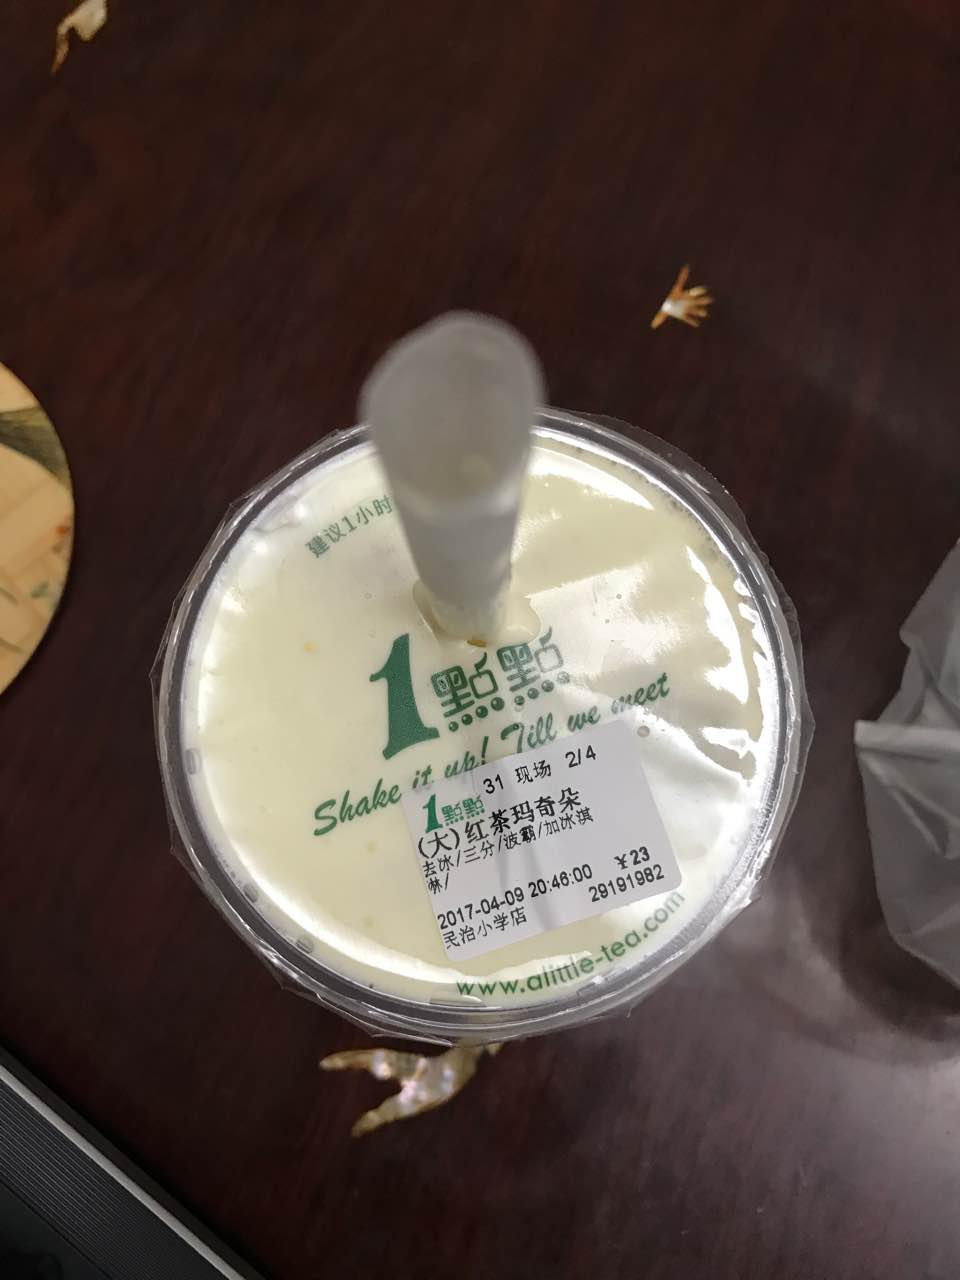 建议1小时
1點點
Shake it up! Till we meet
31 现场 2/4
1點點
(大)红茶玛奇朵
去冰/三分/波霸/加冰淇
淋/
¥23
2017-04-09 20:46:00 29191982
民治小学店
www.alittle-tea.com